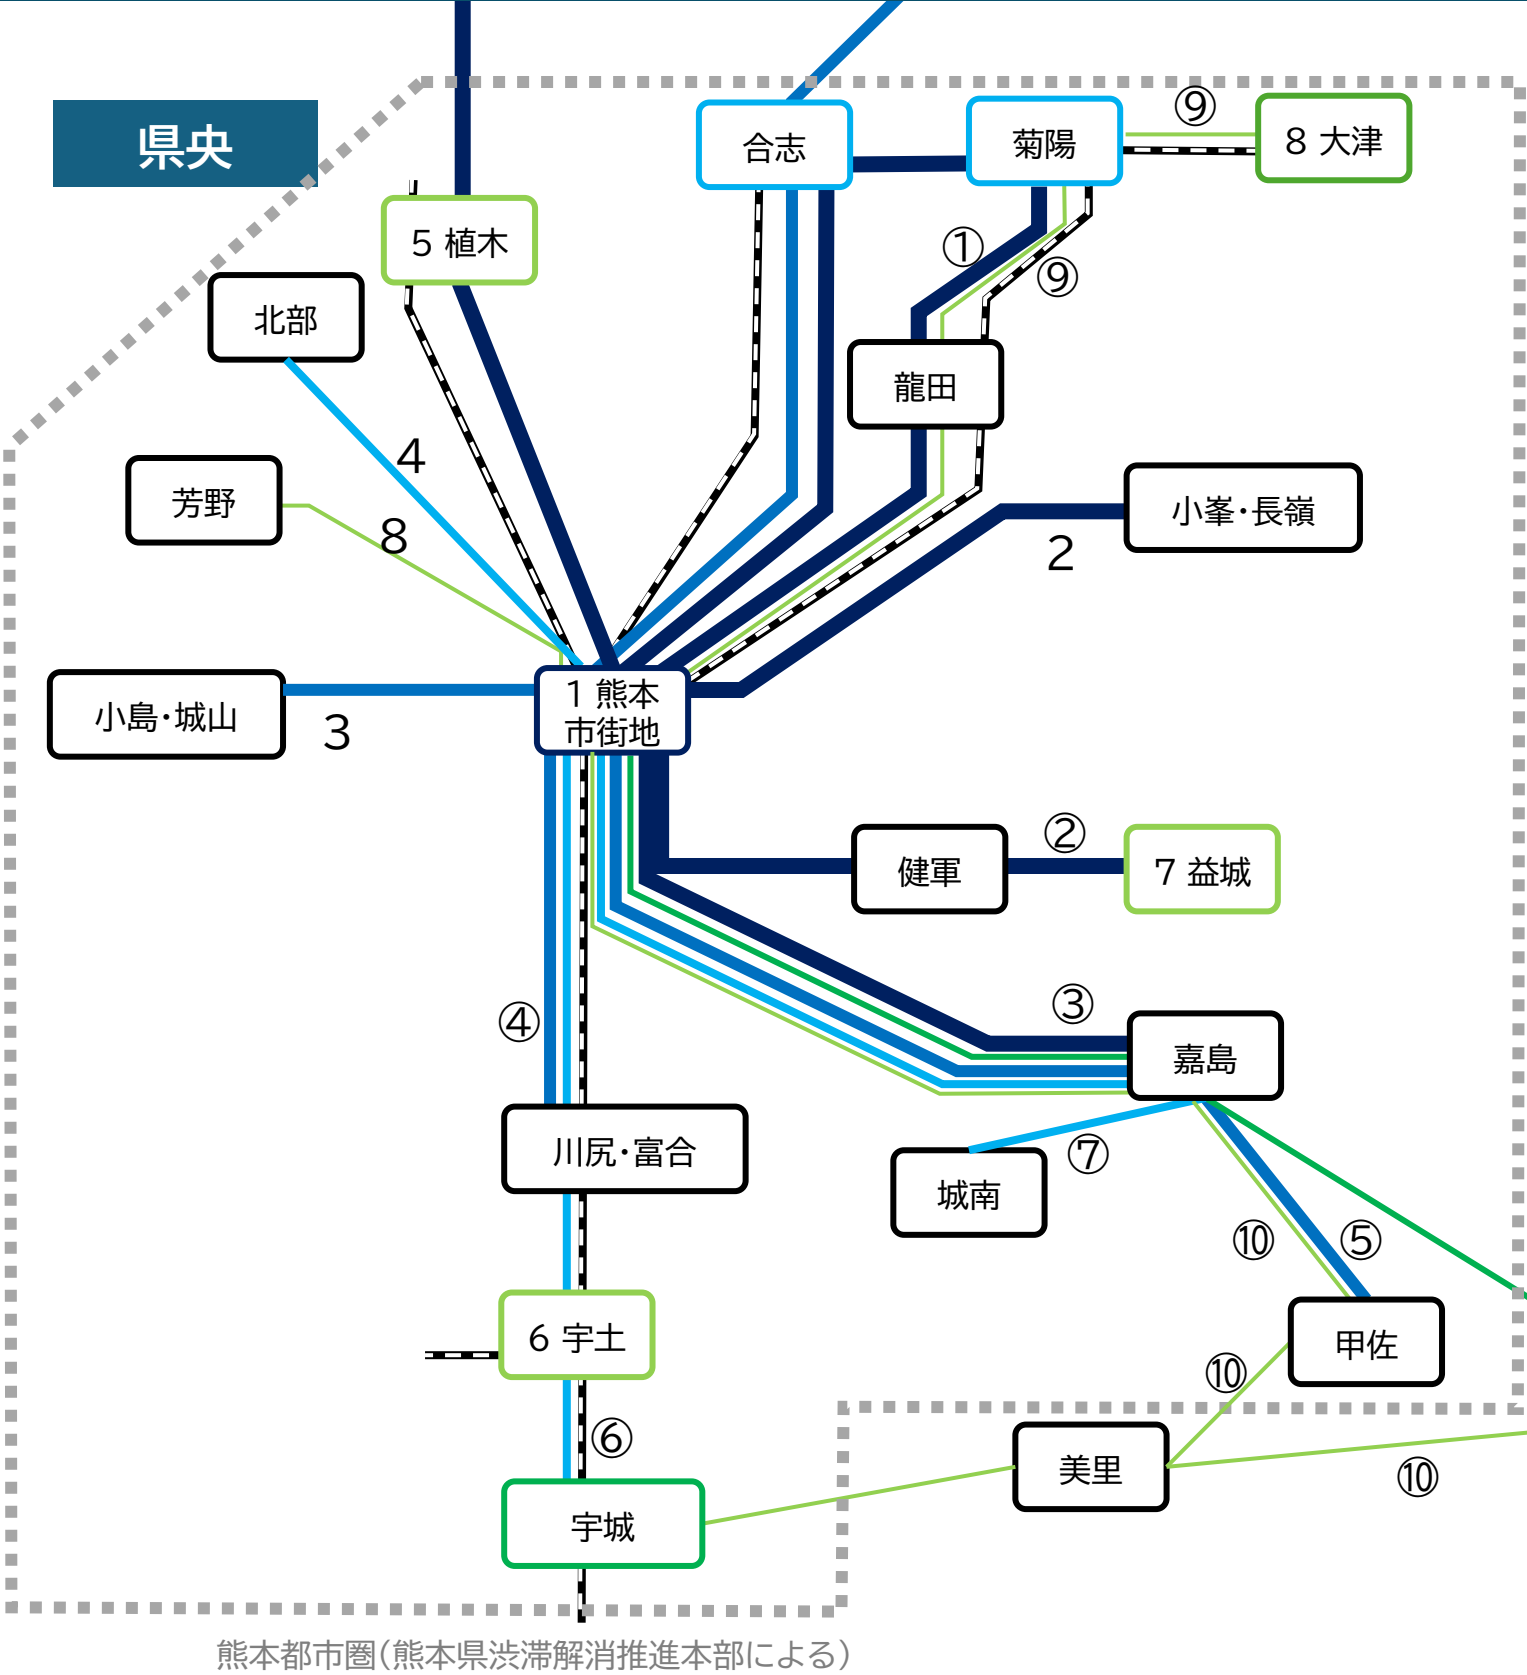 県央
合志
菊陽
⑨
8 大津
5 植木
①
⑨
北部
龍田
4
芳野
8
小峯・長嶺
2
小島・城山
3
1 熊本
市街地
健軍
②
7 益城
④
③
嘉島
川尻・富合
⑦
城南
⑩
⑤
6 宇土
甲佐
⑩
⑥
美里
⑩
宇城
熊本都市圏(熊本県渋滞解消推進本部による)